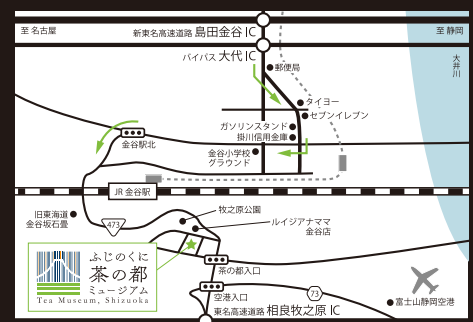 至 名古屋
新東名高速道路 島田金谷 IC
至 静岡
バイパス 大代 IC
大井川
郵便局
タイヨー
セブンイレブン
ガソリンスタンド
掛川信用金庫
金谷駅北
金谷小学校
グラウンド
JR 金谷駅
旧東海道
金谷坂石畳
473
牧之原公園
ルイジアナママ
金谷店
ふじのくに
茶の都
ミュージアム
Tea Museum, Shizuoka
茶の都入口
空港入口
73
富士山静岡空港
東名高速道路 相良牧之原 IC